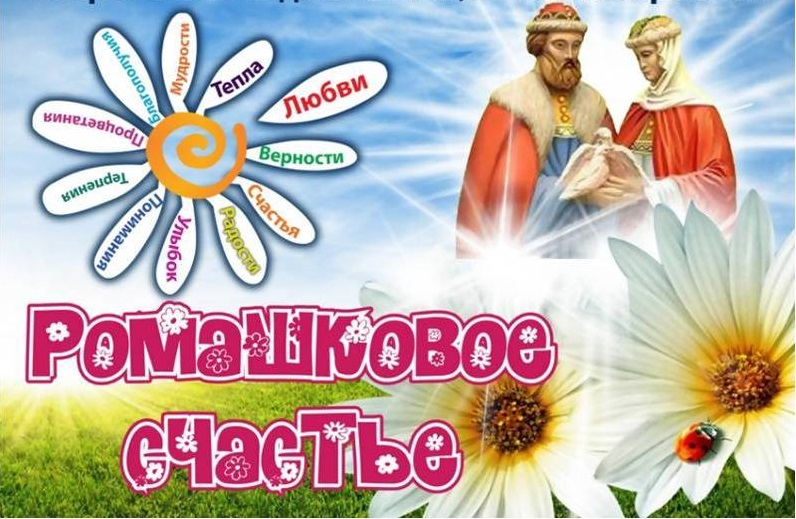 Любви
Верности
Счастья
Радости
Улыбок
Понимания
Терпения
Процветания
Благополучия
Мудрости
Тепла
Ромашковое
счастье